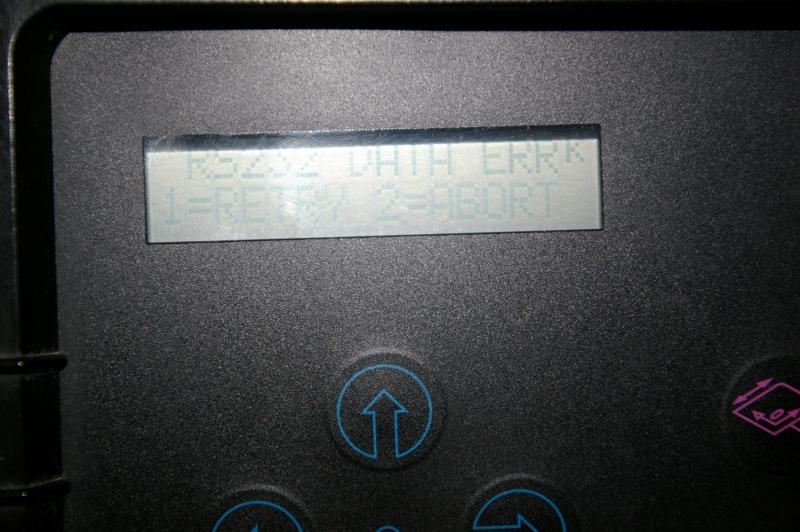 RS232 DATA ERR
1=RETRY 2=ABORT